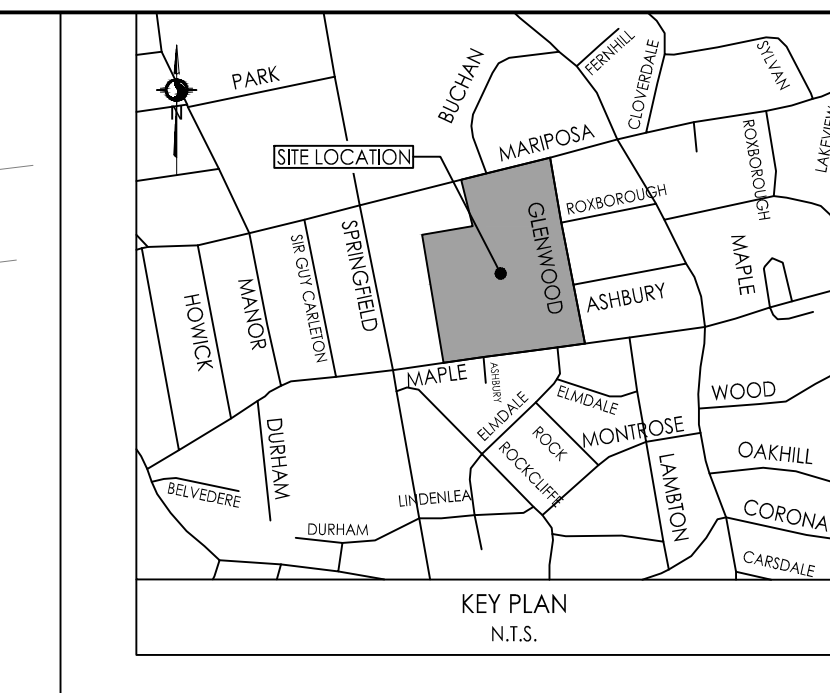 PARK
N
BUCHAN
FERNHILL
CLOVERDALE
SYLVAN
MARIPOSA
SITE LOCATION
ROXBOROUGH
LAKEVIEW
ROXBOROUGH
GLENWOOD
SPRINGFIELD
SIR GUY CARLETON
MANOR
HOWICK
MAPLE
ASHBURY
MAPLE
ASHBURY
ELMDALE
ELMDALE
WOOD
ROCK
MONTROSE
ROCKCLIFFE
DURHAM
LAMBTON
OAKHILL
BELVEDERE
LINDENLEA
DURHAM
CORONA
CARSDALE
KEY PLAN
N.T.S.